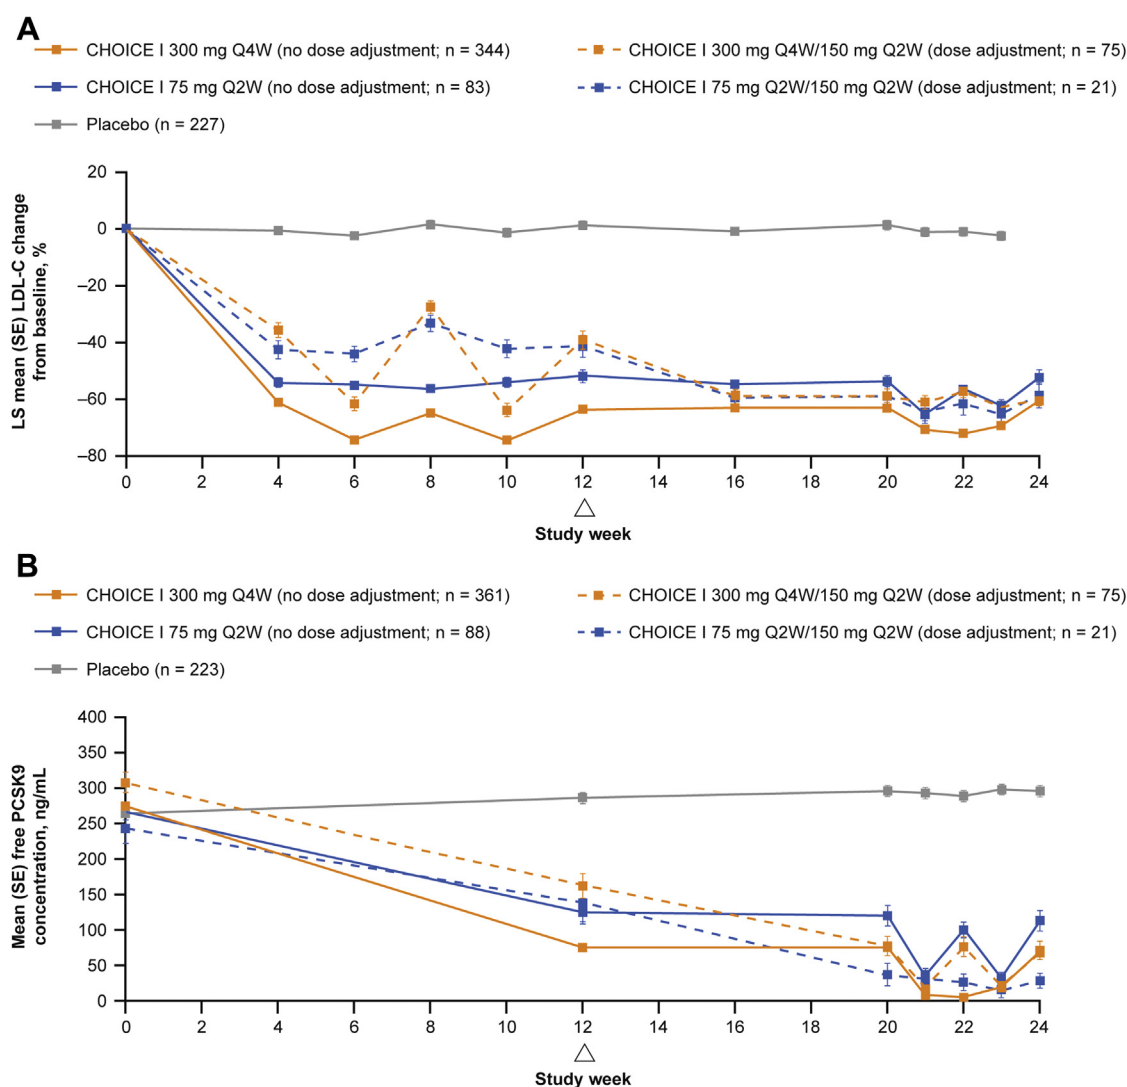 A
CHOICE I 300 mg Q4W (no dose adjustment; n = 344)
CHOICE I 300 mg Q4W/150 mg Q2W (dose adjustment; n = 75)
CHOICE I 75 mg Q2W (no dose adjustment; n = 83)
CHOICE I 75 mg Q2W/150 mg Q2W (dose adjustment; n = 21)
Placebo (n = 227)
LS mean (SE) LDL-C change
from baseline, %
20
0
–20
–40
–60
–80
0 2 4 6 8 10 12 14 16 18 20 22 24
Study week
B
CHOICE I 300 mg Q4W (no dose adjustment; n = 361)
CHOICE I 300 mg Q4W/150 mg Q2W (dose adjustment; n = 75)
CHOICE I 75 mg Q2W (no dose adjustment; n = 88)
CHOICE I 75 mg Q2W/150 mg Q2W (dose adjustment; n = 21)
Placebo (n = 223)
Mean (SE) free PCSK9
concentration, ng/mL
400
350
300
250
200
150
100
50
0
0 2 4 6 8 10 12 14 16 18 20 22 24
Study week